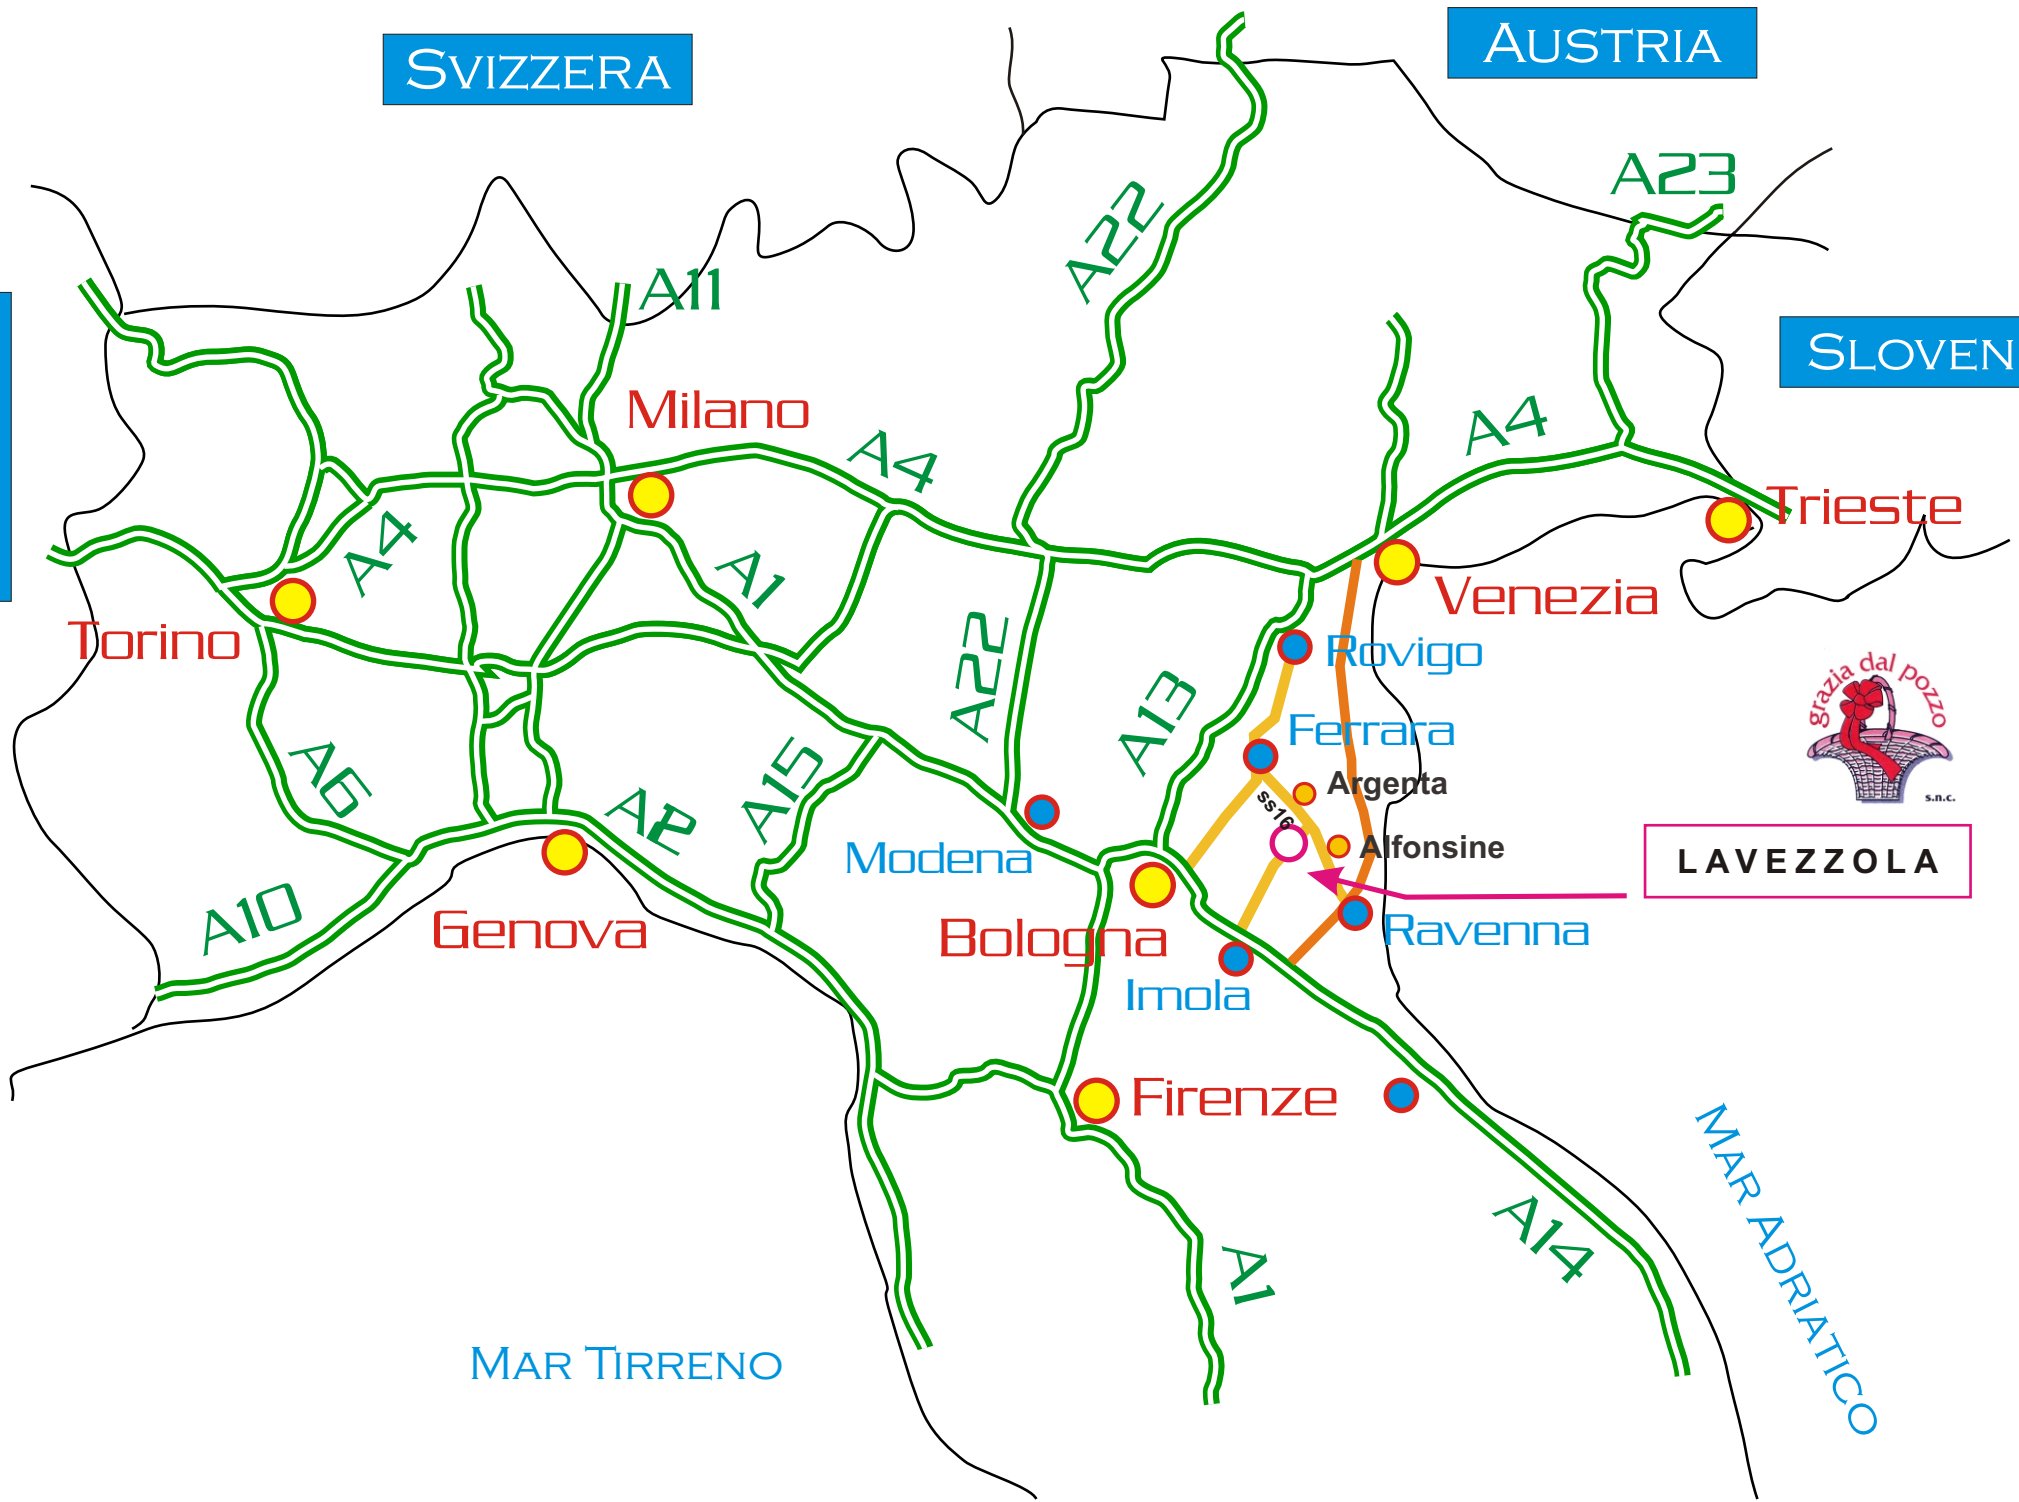 SVIZZERA
AUSTRIA
A23
A22
A11
SLOVEN
Milano
A4
A4
Trieste
A4
A1
Venezia
Torino
A22
Rovigo
grazia dal pozzo
s.n.c.
A13
Ferrara
A6
A15
Argenta
ss16
A12
Modena
Alfonsine
LAVEZZOLA
A10
Genova
Bologna
Ravenna
Imola
Firenze
MAR ADRIATICO
A14
A1
MAR TIRRENO